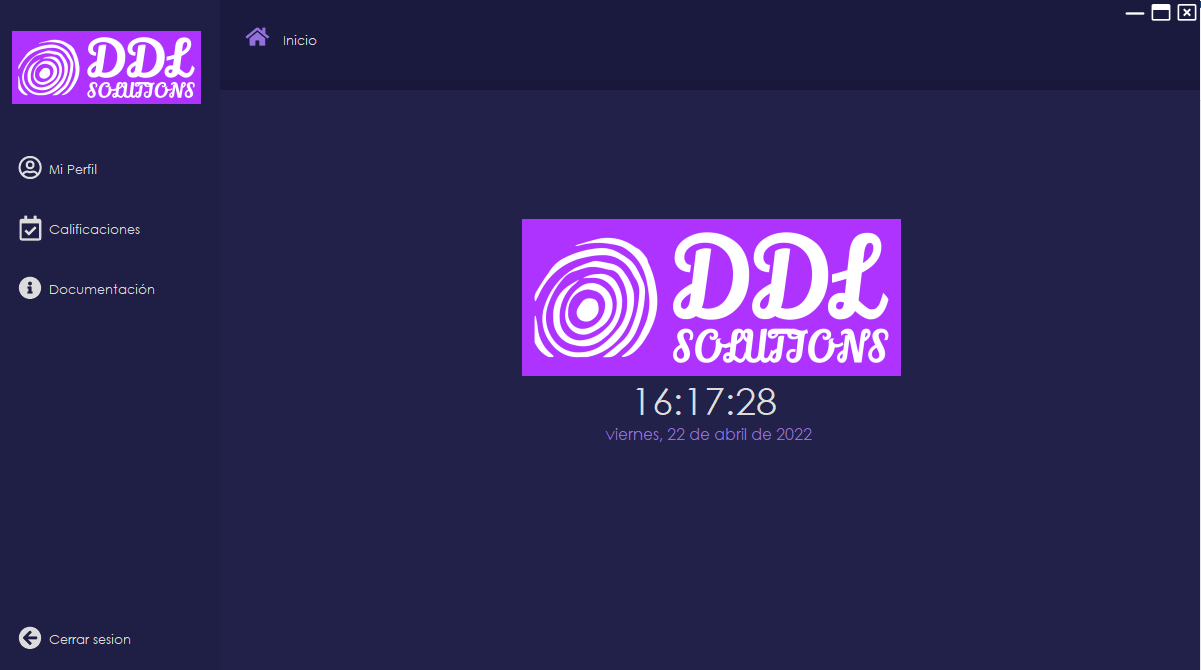 DDL
SOLUTIONS
Inicio
Mi Perfil
Calificaciones
Documentación
DDL
SOLUTIONS
16:17:28
viernes, 22 de abril de 2022
Cerrar sesion